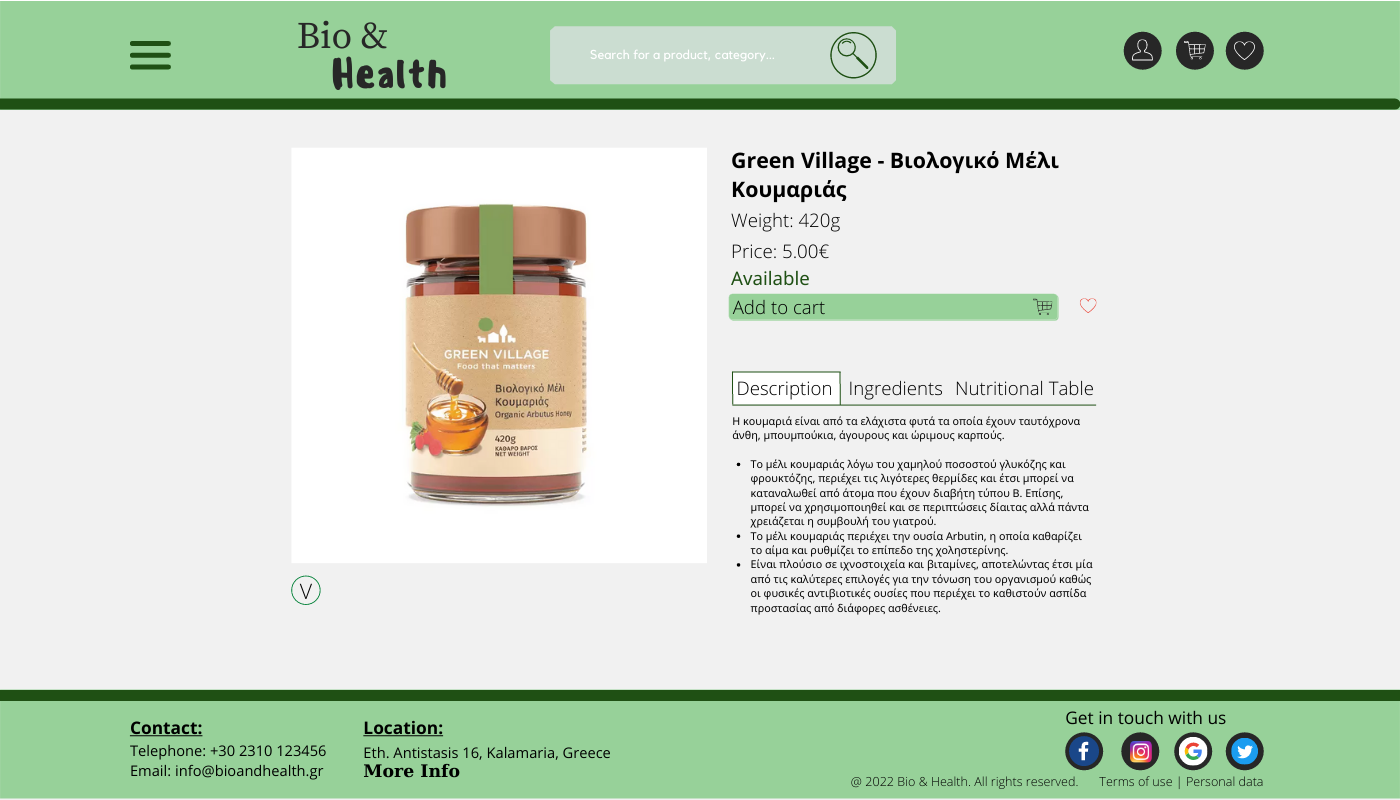 Bio &
Health
Search for a product, category...
Green Village - Βιολογικό Μέλι
Κουμαριάς
Weight: 420g
Price: 5.00€
Available
Add to cart
GREEN VILLAGE
Food that matters
Βιολογικό Μέλι
Κουμαριάς
Organic Arbutus Honey
420g
ΚΑΘΑΡΟ ΒΑΡΟΣ
NET WEIGHT
V
Description Ingredients Nutritional Table
Η κουμαριά είναι από τα ελάχιστα φυτά τα οποία έχουν ταυτόχρονα
άνθη, μπουμπούκια, άγουρους και ώριμους καρπούς.
• Το μέλι κουμαριάς λόγω του χαμηλού ποσοστού γλυκόζης και
φρουκτόζης, περιέχει τις λιγότερες θερμίδες και έτσι μπορεί να
καταναλωθεί από άτομα που έχουν διαβήτη τύπου Β. Επίσης,
μπορεί να χρησιμοποιηθεί και σε περιπτώσεις δίαιτας αλλά πάντα
χρειάζεται η συμβουλή του γιατρού.
• Το μέλι κουμαριάς περιέχει την ουσία Arbutin, η οποία καθαρίζει
το αίμα και ρυθμίζει το επίπεδο της χοληστερίνης.
• Είναι πλούσιο σε ιχνοστοιχεία και βιταμίνες, αποτελώντας έτσι μία
από τις καλύτερες επιλογές για την τόνωση του οργανισμού καθώς
οι φυσικές αντιβιοτικές ουσίες που περιέχει το καθιστούν ασπίδα
προστασίας από διάφορες ασθένειες.
Contact:
Telephone: +30 2310 123456
Email: info@bioandhealth.gr
Location:
Eth. Antistasis 16, Kalamaria, Greece
More Info
Get in touch with us
@ 2022 Bio & Health. All rights reserved. Terms of use | Personal data